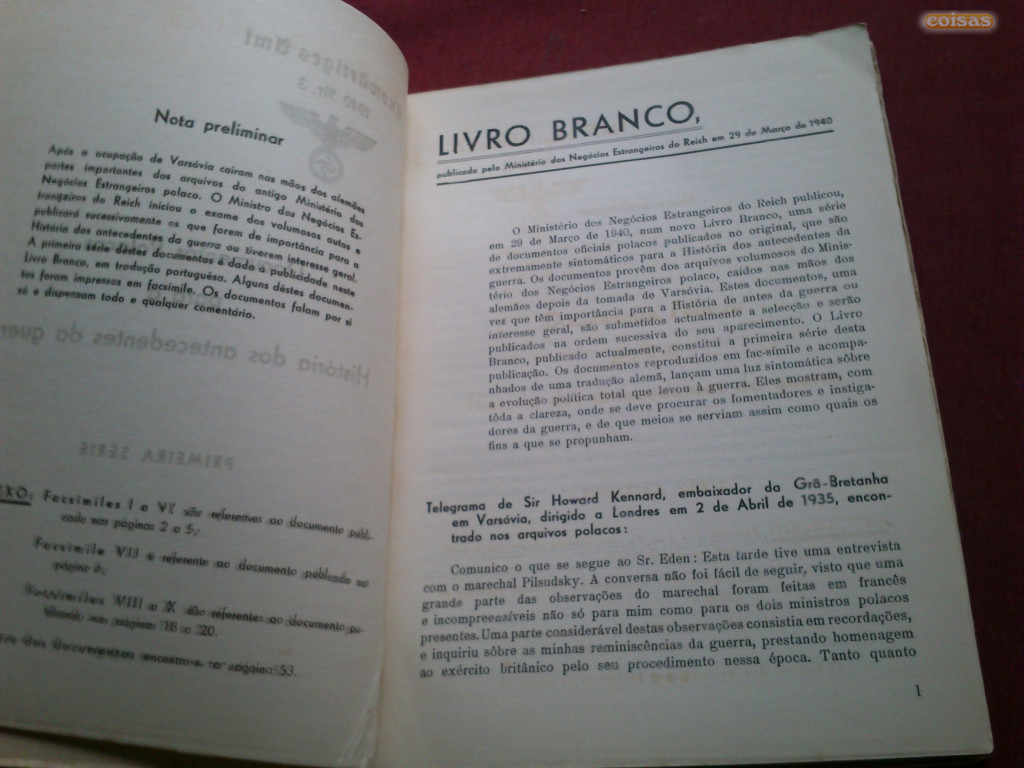 coisas
Nota preliminar
Após a ocupação de Varsóvia cairam nas mãos dos alemães
partes importantes dos arquivos do antigo Ministério dos
Negócios Estrangeiros polaco. O Ministro dos Negócios Es-
trangeiros do Reich iniciou o exame dos volumosos autos e
publicará sucessivamente os que forem de importância para a
História dos antecedentes da guerra ou tiverem interesse geral.
A primeira série dêstes documentos é dada à publicidade neste
Livro Branco, em tradução portuguêsa. Alguns dêstes documen-
tos foram impressos em facsimile. Os documentos falam por si
só e dispensam todo e qualquer comentário.
História dos antecedentes da
PRIMEIRA SÉRIE
EXO: Facsimiles I a VI são referentes ao documento publi-
cado nas páginas 2 a 5;
Facsimile VII é referente ao documento publicado na
página
Facsimiles VIII a X são referentes ao documento pu-
nas páginas 18 a 20.
dos documentos encontra-se na página 53.
Auswärtiges Amt
1940 Nr. 3
LIVRO BRANCO,
publicado pelo Ministério dos Negócios Estrangeiros do Reich em 29 de Março de 1940
O Ministério dos Negócios Estrangeiros do Reich publicou,
em 29 de Março de 1940, num novo Livro Branco, uma série
de documentos oficiais polacos publicados no original, que são
extremamente sintomáticos para a História dos antecedentes da
guerra. Os documentos provêm dos arquivos volumosos do Minis-
tério dos Negócios Estrangeiros polaco, caídos nas mãos dos
alemães depois da tomada de Varsóvia. Estes documentos, uma
vez que têm importância para a História de antes da guerra ou
interesse geral, são submetidos actualmente a selecção e serão
publicados na ordem sucessiva do seu aparecimento. O Livro
Branco, publicado actualmente, constitui a primeira série desta
publicação. Os documentos reproduzidos em fac-símile e acompa-
nhados de uma tradução alemã, lançam uma luz sintomática sôbre
a evolução política total que levou à guerra. Eles mostram, com
tôda a clareza, onde se deve procurar os fomentadores e instiga-
dores da guerra, e de que meios se serviam assim como quais os
fins a que se propunham.
Telegrama de Sir Howard Kennard, embaixador da Grã-Bretanha
em Varsóvia, dirigido a Londres em 2 de Abril de 1935, encon-
trado nos arquivos polacos:
Comunico o que se segue ao Sr. Eden: Esta tarde tive uma entrevista
com o marechal Pilsudsky. A conversa não foi fácil de seguir, visto que uma
grande parte das observações do marechal foram feitas em francês
e incompreensíveis não só para mim como para os dois ministros polacos
presentes. Uma parte considerável destas observações consistia em recordações,
e inquiriu sôbre as minhas reminiscências da guerra, prestando homenagem
ao exército britânico pelo seu procedimento nessa época. Tanto quanto
1